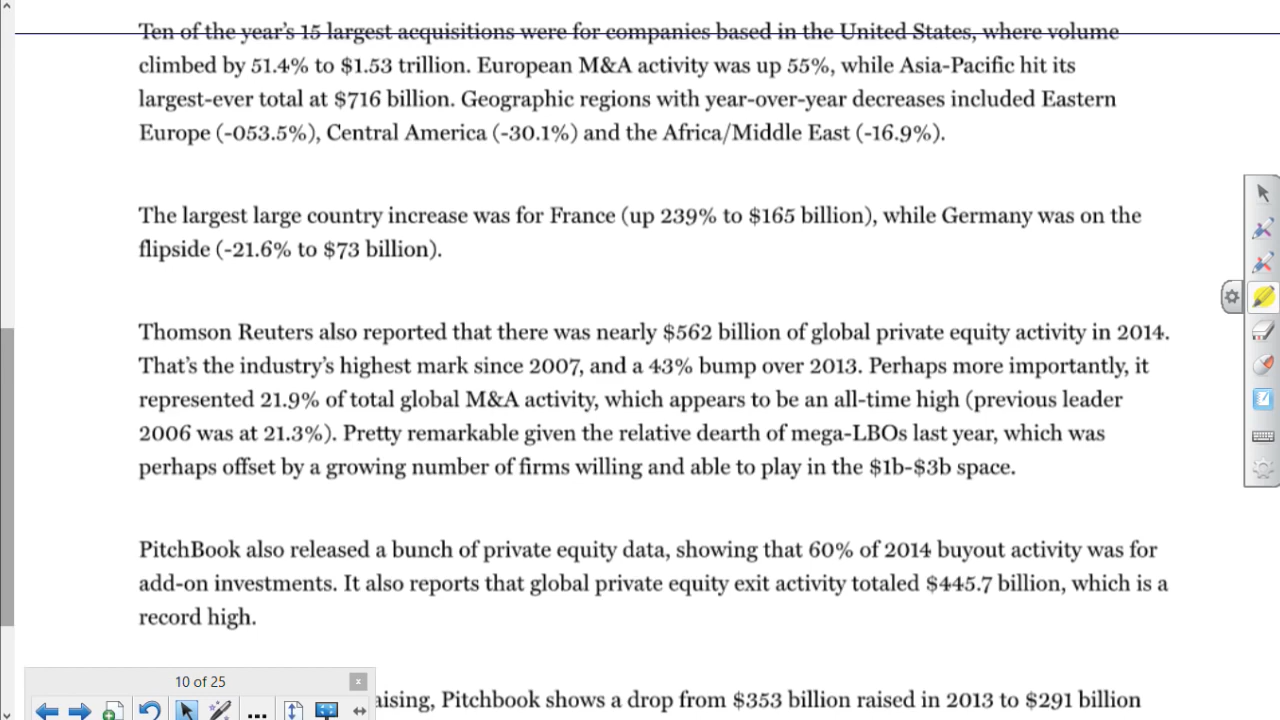 Ten of the year's 15 largest acquisitions were for companies based in the United States, where volume
climbed by 51.4% to $1.53 trillion. European M&A activity was up 55%, while Asia-Pacific hit its
largest-ever total at $716 billion. Geographic regions with year-over-year decreases included Eastern
Europe (-053.5%), Central America (-30.1%) and the Africa/Middle East (-16.9%).
The largest large country increase was for France (up 239% to $165 billion), while Germany was on the
flipside (-21.6% to $73 billion).
Thomson Reuters also reported that there was nearly $562 billion of global private equity activity in 2014.
That's the industry's highest mark since 2007, and a 43% bump over 2013. Perhaps more importantly, it
represented 21.9% of total global M&A activity, which appears to be an all-time high (previous leader
2006 was at 21.3%). Pretty remarkable given the relative dearth of mega-LBOs last year, which was
perhaps offset by a growing number of firms willing and able to play in the $1b-$3b space.
PitchBook also released a bunch of private equity data, showing that 60% of 2014 buyout activity was for
add-on investments. It also reports that global private equity exit activity totaled $445.7 billion, which is a
record high.
10 of 25
aising, Pitchbook shows a drop from $353 billion raised in 2013 to $291 billion